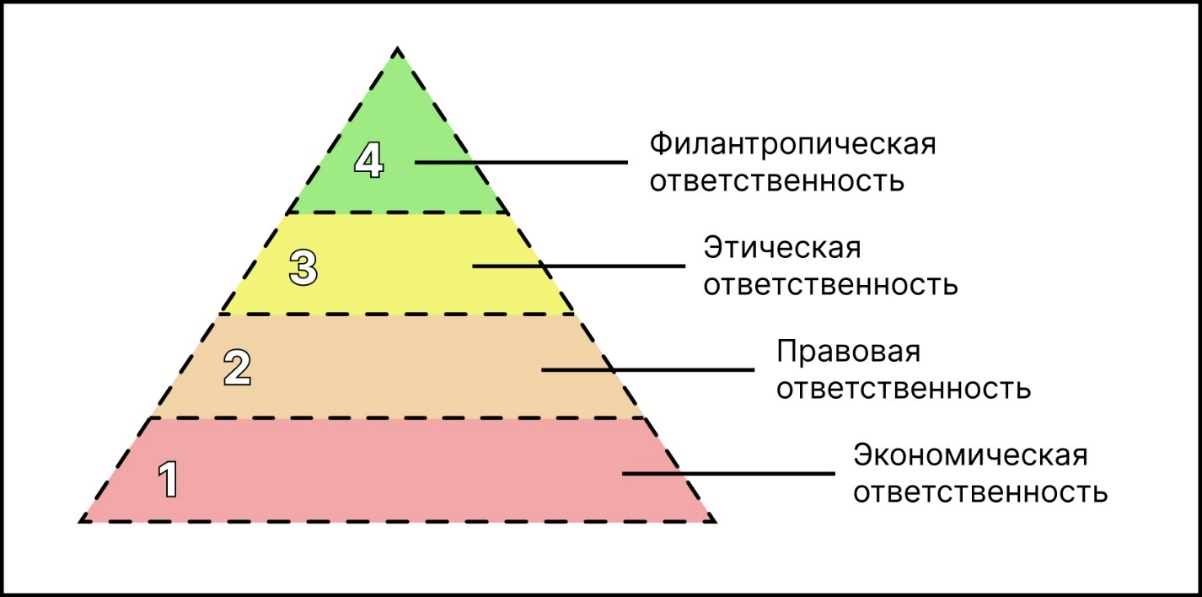 4
Филантропическая
ответственность
3
Этическая
ответственность
2
Правовая
ответственность
1
Экономическая
ответственность